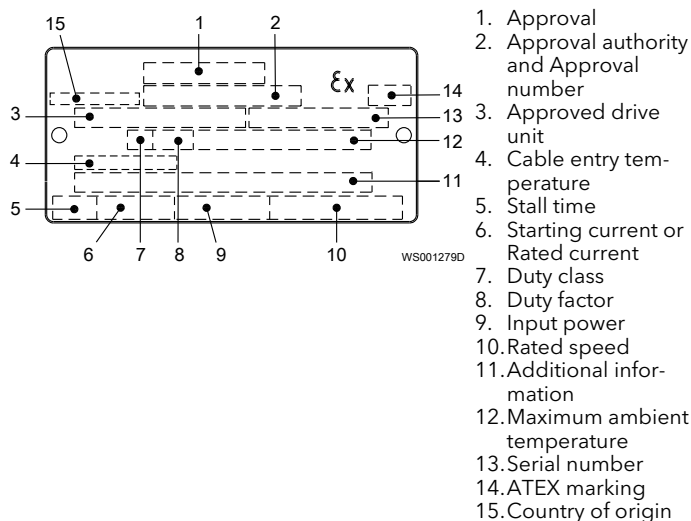 15 1 2
Ex
14
3 13
12
4
11
5
6 7 8 9 10
WS001279D
1. Approval
2. Approval authority
and Approval
number
3. Approved drive
unit
4. Cable entry tem-
perature
5. Stall time
6. Starting current or
Rated current
7. Duty class
8. Duty factor
9. Input power
10.Rated speed
11.Additional infor-
mation
12.Maximum ambient
temperature
13.Serial number
14.ATEX marking
15.Country of origin